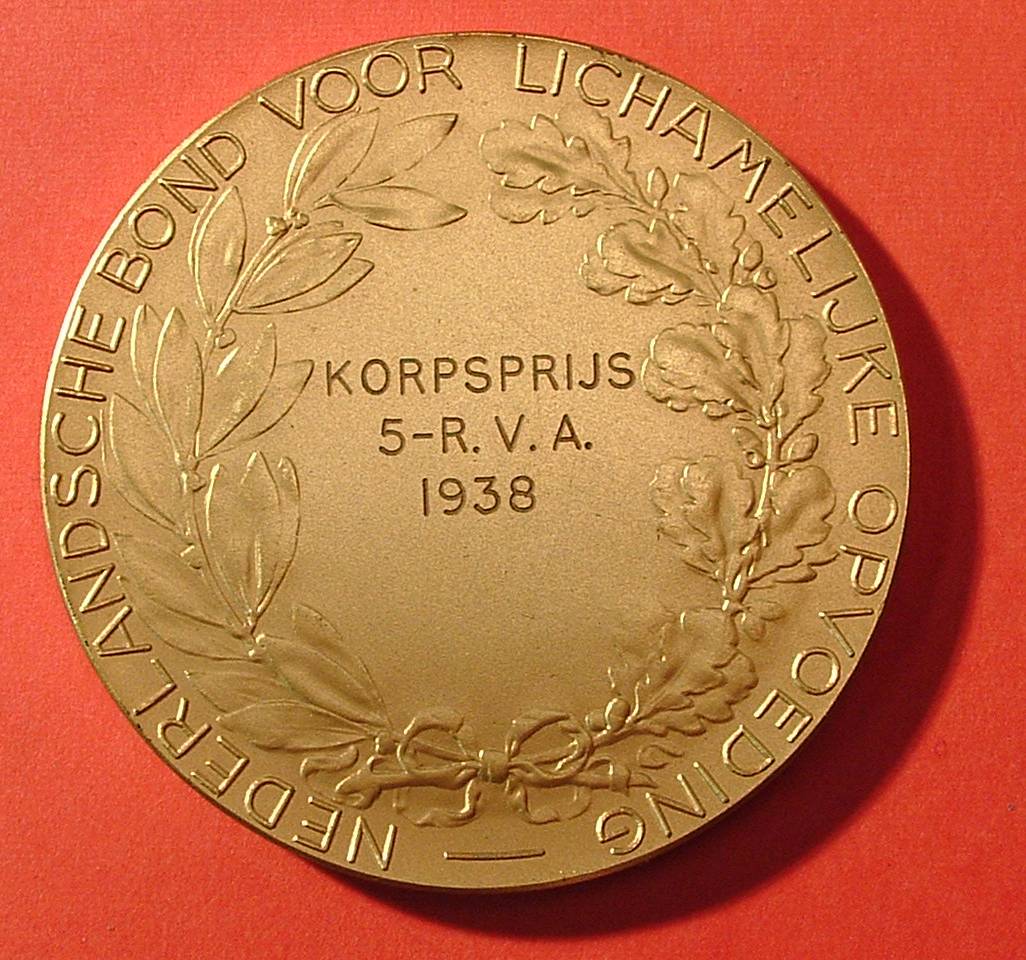 NEDERLANDSCHE BOND VOOR LICHAMELIJKE OPVOEDING —
KORPSPRIJS
5-R.V.A.
1938